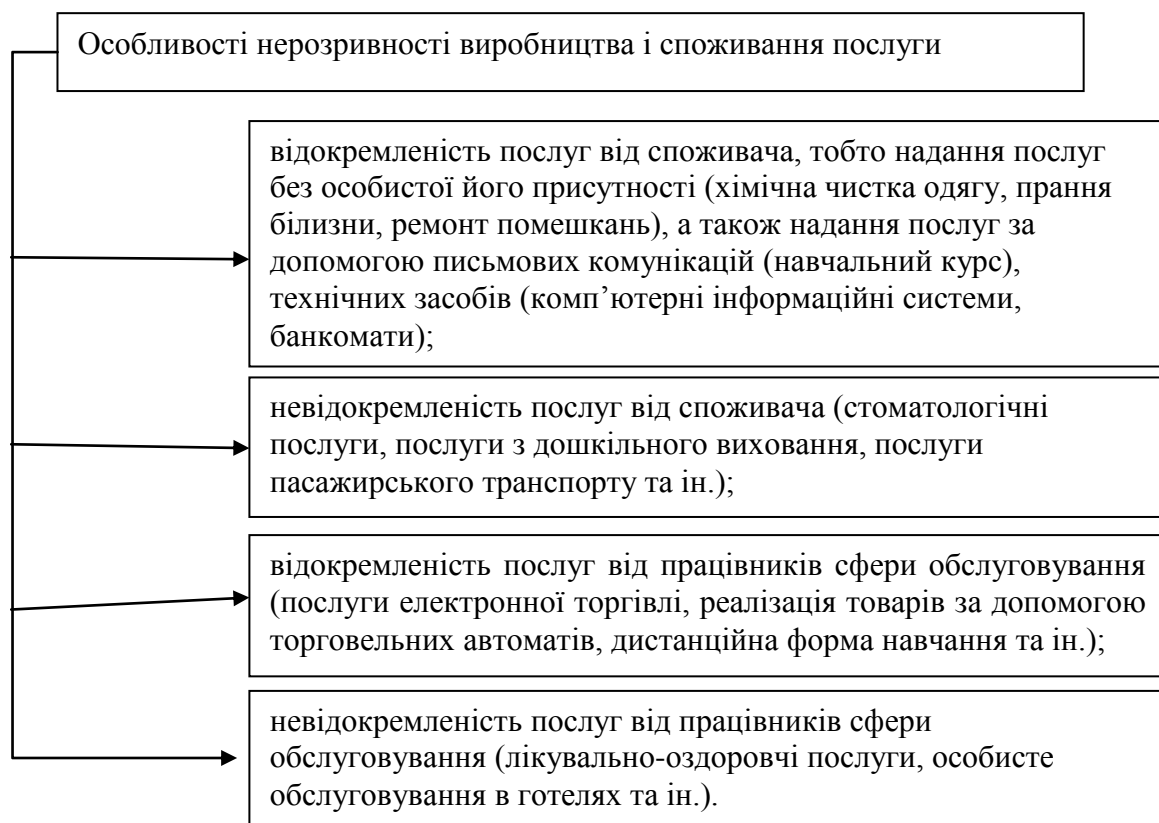 Особливості нерозривності виробництва і споживання послуги
відокремленість послуг від споживача, тобто надання послуг
без особистої його присутності (хімічна чистка одягу, прання
білизни, ремонт помешкань), а також надання послуг за
допомогою письмових комунікацій (навчальний курс),
технічних засобів (комп’ютерні інформаційні системи,
банкомати);
невідокремленість послуг від споживача (стоматологічні
послуги, послуги з дошкільного виховання, послуги
пасажирського транспорту та ін.);
відокремленість послуг від працівників сфери обслуговування
(послуги електронної торгівлі, реалізація товарів за допомогою
торговельних автоматів, дистанційна форма навчання та ін.);
невідокремленість послуг від працівників сфери
обслуговування (лікувально-оздоровчі послуги, особисте
обслуговування в готелях та ін.).